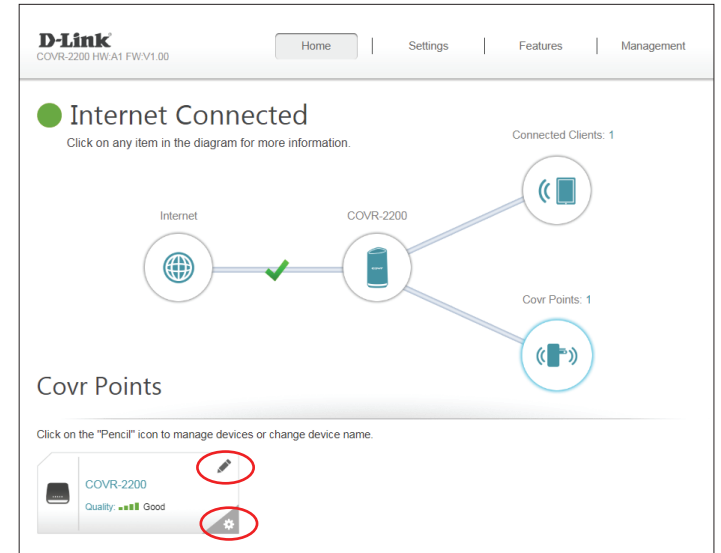 D-Link
COVR-2200 HW:A1 FW:V1.00
Home
Settings
Features
Management
Internet Connected
Click on any item in the diagram for more information.
Connected Clients: 1
Internet
COVR-2200
Covr Points: 1
Covr Points
Click on the "Pencil" icon to manage devices or change device name.
COVR-2200
Quality: Good